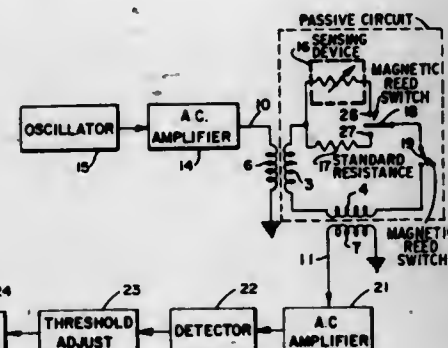 PASSIVE CIRCUIT
16
SENSING
DEVICE
MAGNETIC
REED
SWITCH
10
28
18
OSCILLATOR
A.C.
AMPLIFIER
27
19
6
3
17
STANDARD
RESISTANCE
15
14
4
T
MAGNETIC
REED
SWITCH
11
24
23
22
21
THRESHOLD
ADJUST
DETECTOR
A.C
AMPLIFIER